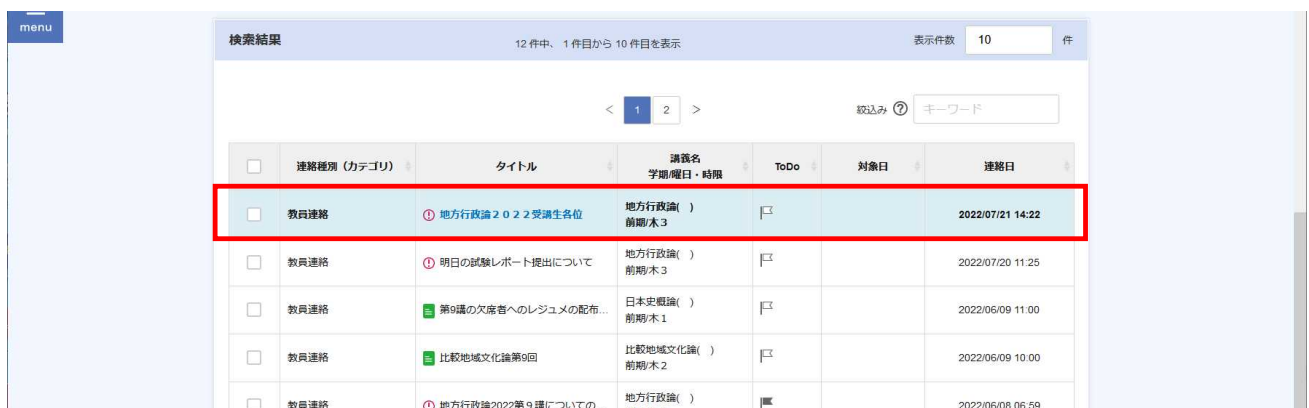 menu
検索結果 12 件中、 1 件目から 10 件目を表示 表示件数 10 件
< 1 2 > 絞込み ? キーワード
連絡種別（カテゴリ） タイトル 講義名 学期/曜日・時限 ToDo 対象日 連絡日
教員連絡 地方行政論２０２２受講生各位 地方行政論( ) 前期/木３ 2022/07/21 14:22
教員連絡 明日の試験レポート提出について 地方行政論( ) 前期/木３ 2022/07/20 11:25
教員連絡 第9講の欠席者へのレジュメの配布... 日本史概論( ) 前期/木１ 2022/06/09 11:00
教員連絡 比較地域文化論第9回 比較地域文化論( ) 前期/木２ 2022/06/09 10:00
教員連絡 地方行政論2022第９講についての... 地方行政論( ) 2022/06/08 06:59